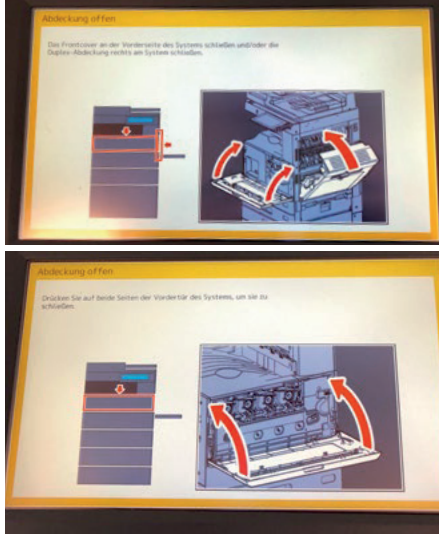 Abdeckung offen
Das Frontcover an der Vorderseite des Systems schließen und/oder die
Duplex-Abdeckung rechts am System schließen.
Abdeckung offen
Drücken Sie auf beide Seiten der Vordertür des Systems, um sie zu
schließen.